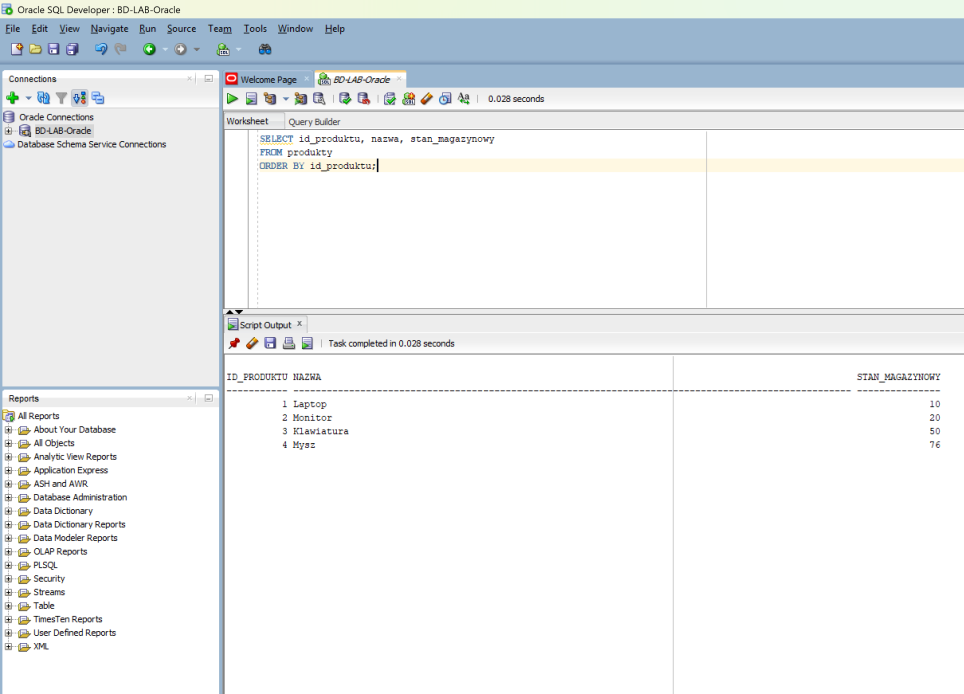 Oracle SQL Developer : BD-LAB-Oracle
File Edit View Navigate Run Source Team Tools Window Help
Connections
Oracle Connections
BD-LAB-Oracle
Database Schema Service Connections
Welcome Page BD-LAB-Oracle
SQL
0.028 seconds
Worksheet Query Builder
SELECT id_produktu, nazwa, stan_magazynowy
FROM produkty
ORDER BY id_produktu;
Script Output x
Task completed in 0.028 seconds
ID_PRODUKTU NAZWA STAN_MAGAZYNOWY
1 Laptop 10
2 Monitor 20
3 Klawiatura 50
4 Mysz 76
Reports
All Reports
About Your Database
All Objects
Analytic View Reports
Application Express
ASH and AWR
Database Administration
Data Dictionary
Data Dictionary Reports
Data Modeler Reports
OLAP Reports
PLSQL
Security
Streams
Table
TimesTen Reports
User Defined Reports
XML